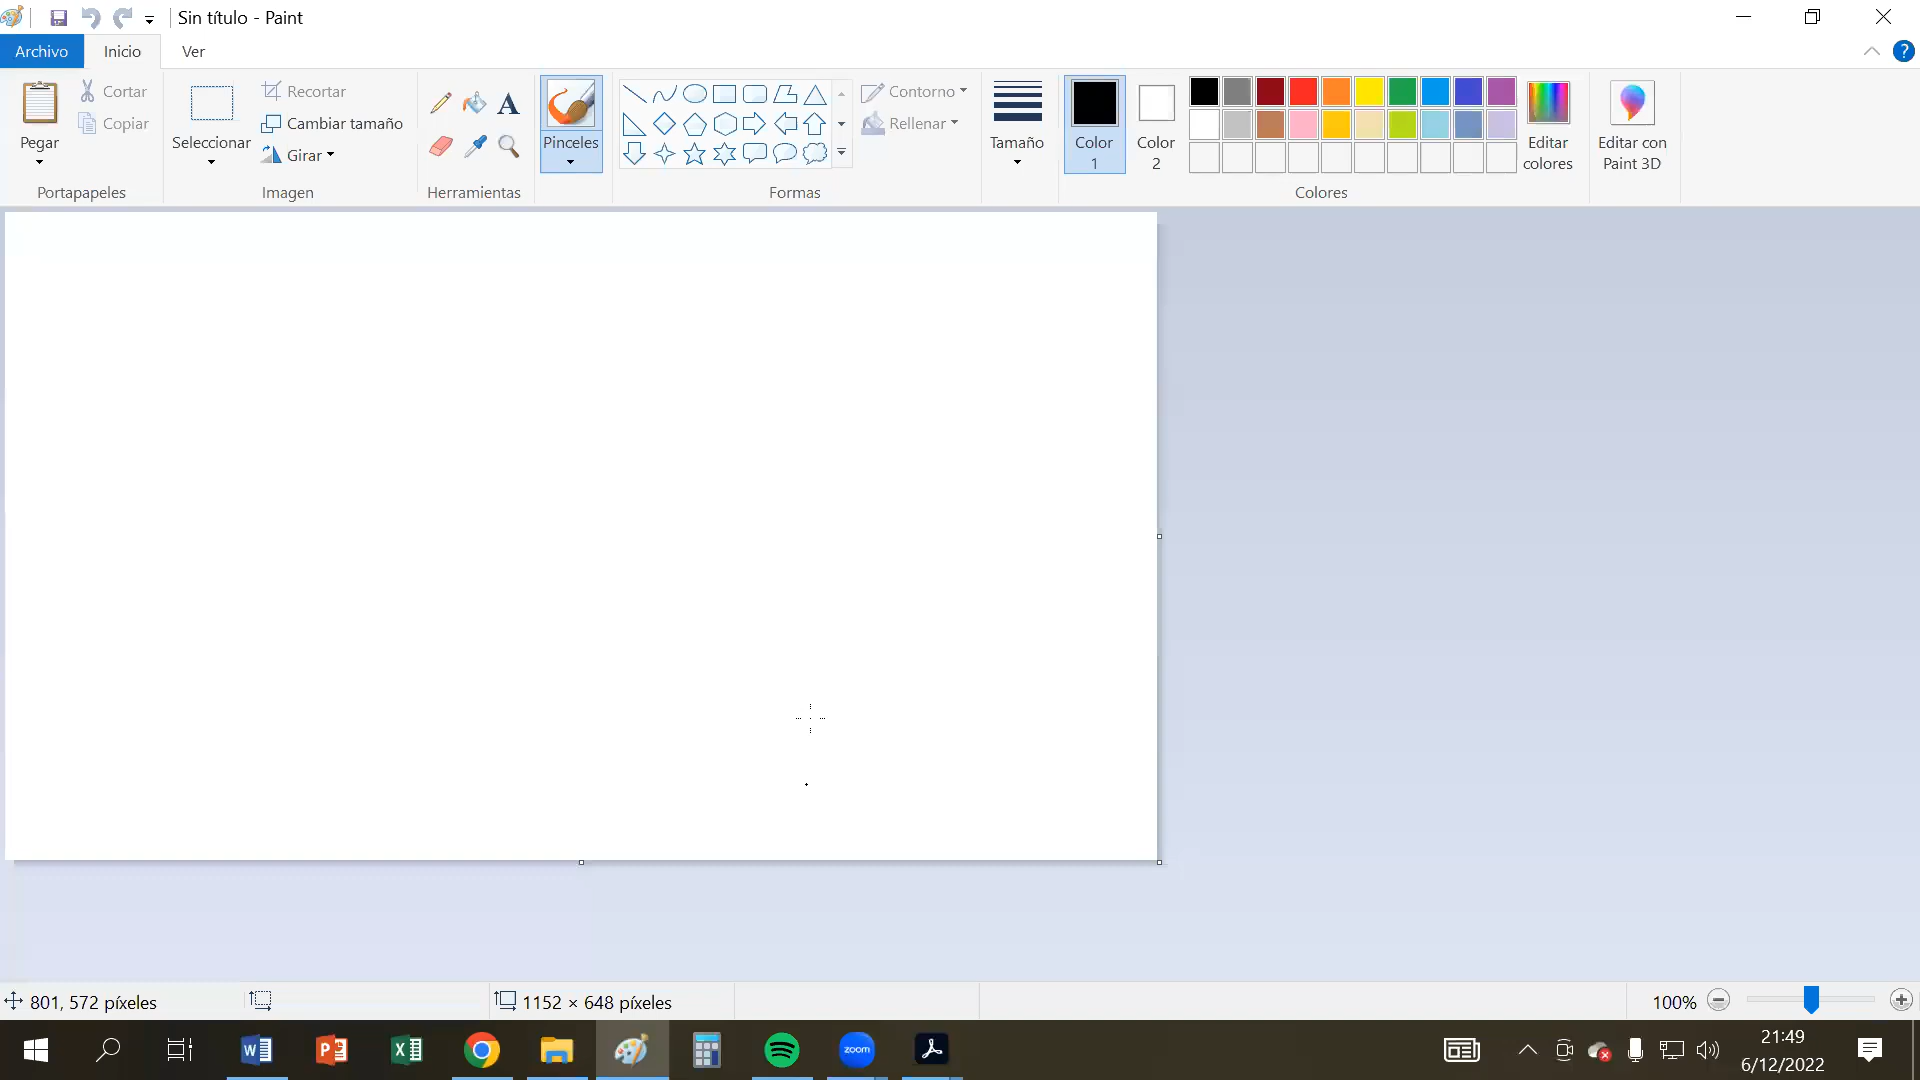 Sin título - Paint
Archivo
Inicio
Ver
Pegar
Cortar
Copiar
Portapapeles
Seleccionar
Recortar
Cambiar tamaño
Girar
Imagen
A
Herramientas
Pinceles
Contorno
Rellenar
Formas
Tamaño
Color
1
Color
2
Editar
colores
Colores
Editar con
Paint 3D
?
801, 572 píxeles
1152 × 648 píxeles
100%
W
P
X
zoom
21:49
6/12/2022